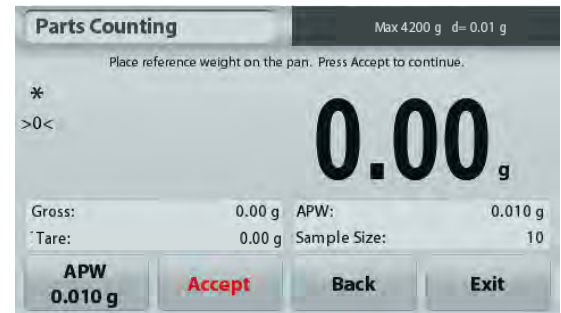 Parts Counting
Max 4200 g d= 0.01 g
Place reference weight on the pan. Press Accept to continue.
*
>0<
0.00 g
Gross: 0.00 g APW: 0.010 g
Tare: 0.00 g Sample Size: 10
APW
0.010 g
Accept
Back
Exit